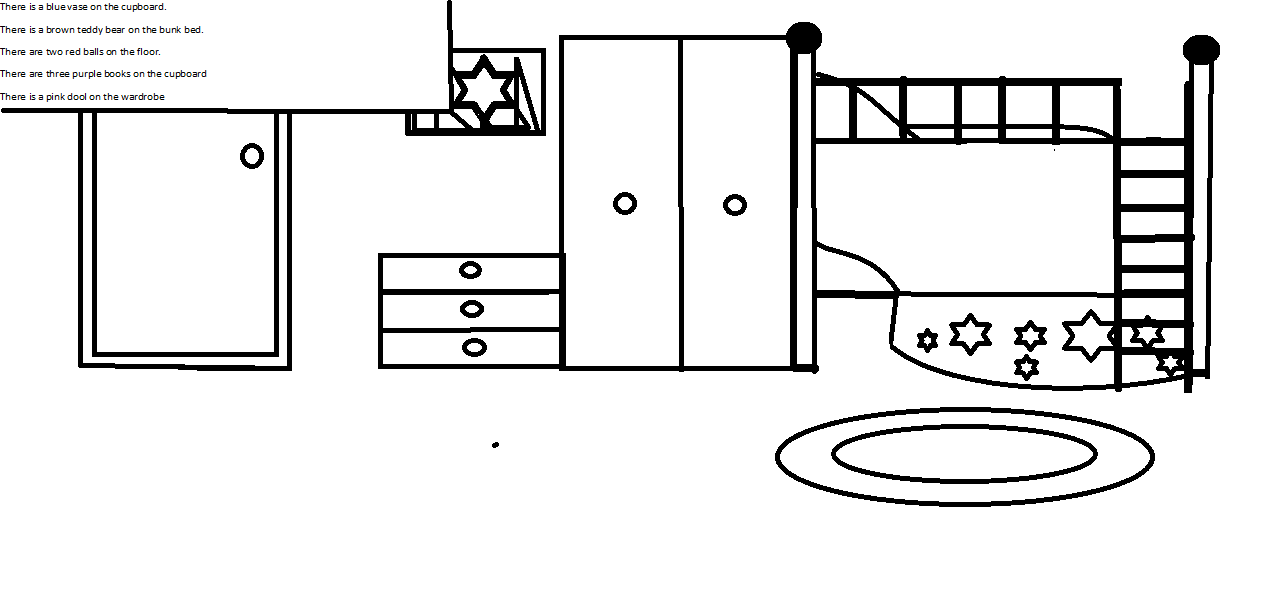 There is a blue vase on the cupboard.
There is a brown teddy bear on the bunk bed.
There are two red balls on the floor.
There are three purple books on the cupboard
There is a pink dool on the wardrobe